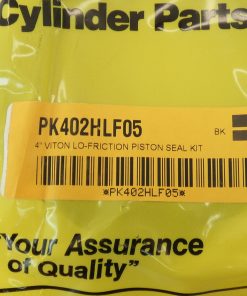 Cylinder Parts
PK402HLF05
BK
4" VITON LO-FRICTION PISTON SEAL KIT
*PK402HLF05*
"Your Assurance
of Quality"